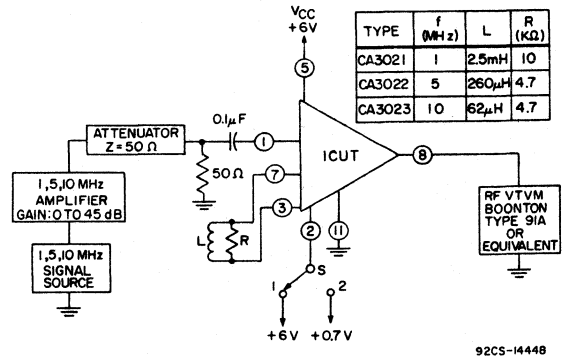 VCC
+6V
5
TYPE f (MHz) L R (KΩ)
CA3021 1 2.5mH 10
CA3022 5 260μH 4.7
CA3023 10 62μH 4.7
0.1μF
ATTENUATOR
Z=50 Ω
1
ICUT
8
50Ω
7
1,5,10 MHz
AMPLIFIER
GAIN:0 TO 45 dB
3
L R
2
11
RF VTVM
BOONTON
TYPE 91A
OR
EQUIVALENT
1,5,10 MHz
SIGNAL
SOURCE
S
1 2
+6V +0.7V
92CS-14448